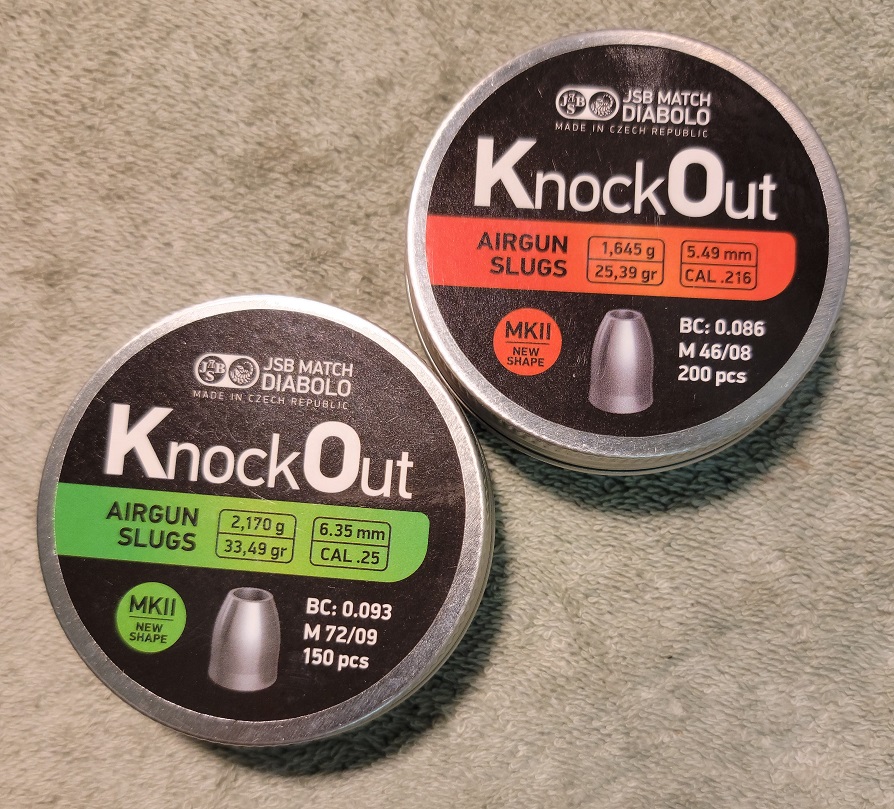 JSB
JSB MATCH
DIABOLO
MADE IN CZECH REPUBLIC
KnockOut
AIRGUN
SLUGS
1,645 g
25,39 gr
5.49 mm
CAL .216
MKII
NEW
SHAPE
BC: 0.086
M 46/08
200 pcs
JSB
JSB MATCH
DIABOLO
MADE IN CZECH REPUBLIC
KnockOut
AIRGUN
SLUGS
2,170 g
33,49 gr
6.35 mm
CAL .25
MKII
NEW
SHAPE
BC: 0.093
M 72/09
150 pcs